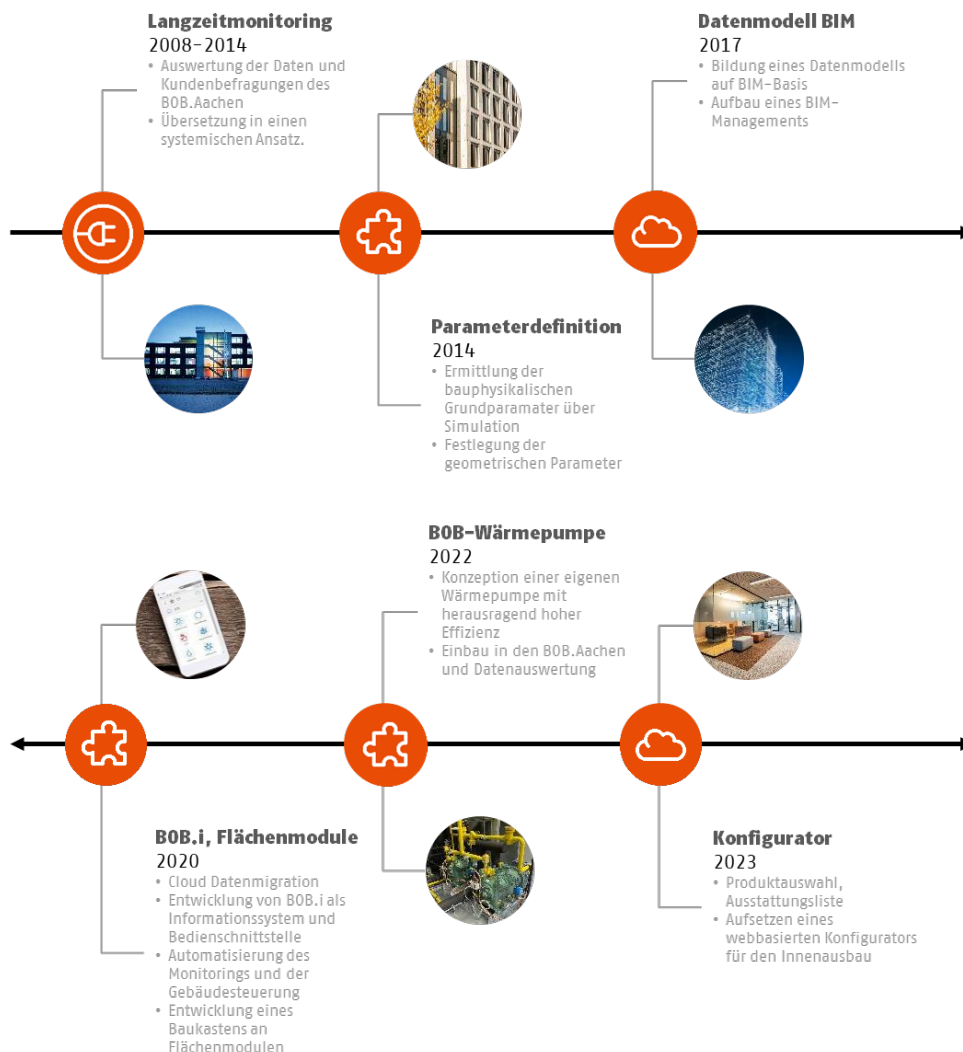 Langzeitmonitoring
2008-2014
• Auswertung der Daten und
Kundenbefragungen des
BOB.Aachen
• Übersetzung in einen
systemischen Ansatz.
Parameterdefinition
2014
• Ermittlung der
bauphysikalischen
Grundparamater über
Simulation
• Festlegung der
geometrischen Parameter
Datenmodell BIM
2017
• Bildung eines Datenmodells
auf BIM-Basis
• Aufbau eines BIM-
Managements
BOB.i, Flächenmodule
2020
• Cloud Datenmigration
• Entwicklung von BOB.i als
Informationssystem und
Bedienschnittstelle
• Automatisierung des
Monitorings und der
Gebäudesteuerung
• Entwicklung eines
Baukastens an
Flächenmodulen
BOB-Wärmepumpe
2022
• Konzeption einer eigenen
Wärmepumpe mit
herausragend hoher
Effizienz
• Einbau in den BOB.Aachen
und Datenauswertung
Konfigurator
2023
• Produktauswahl,
Ausstattungsliste
• Aufsetzen eines
webbasierten Konfigurators
für den Innenausbau